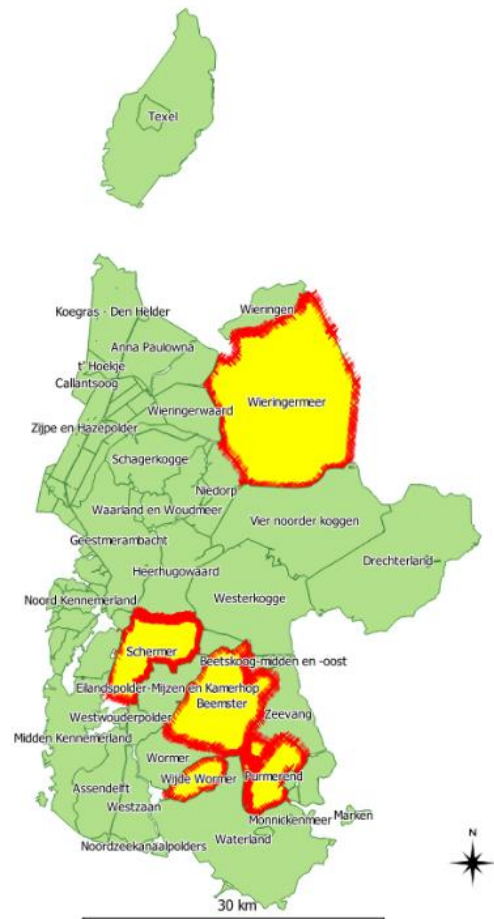 Texel
Koegras - Den Helder
Wieringen
Anna Paulowna
t' Hoekje
Callantsoog
Wieringermeer
Wieringerwaard
Zijpe en Hazepolder
Schagerkogge
Niedorp
Waarland en Woudmeer
Vier noorder koggen
Geestmerambacht
Drechterland
Heerhugowaard
Westerkogge
Noord Kennemerland
Schermer
Beetskoog-midden en -oost
Eilandspolder-Mijzen en Kamerhop
Beemster
Westwouderpolder
Zeevang
Midden Kennemerland
Wormer
Wijde Wormer
Purmerend
Assendelft
Westzaan
Monnickenmeer
Marken
Waterland
Noordzeekanaalpolders
N
30 km